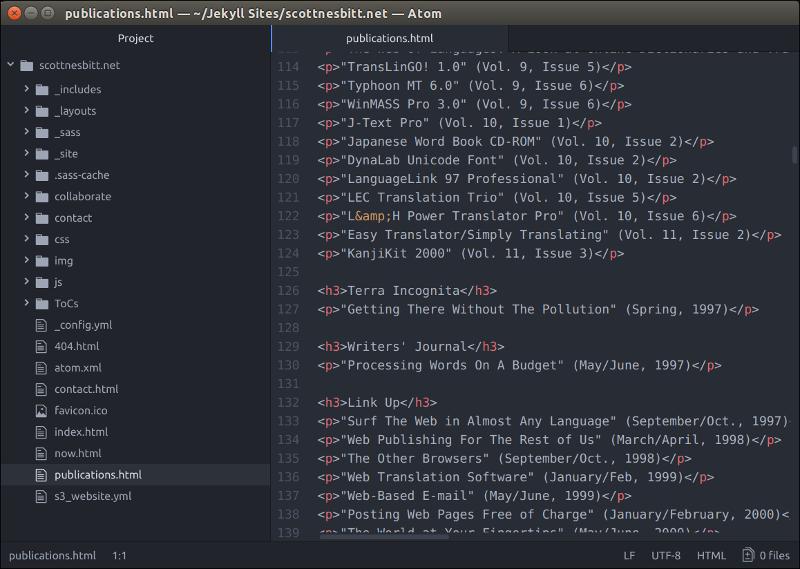 publications.html — ~/Jekyll Sites/scottnesbitt.net — Atom
Project
publications.html
scottnesbitt.net
_includes
_layouts
_sass
_site
.sass-cache
collaborate
contact
css
img
js
ToCs
_config.yml
404.html
atom.xml
contact.html
favicon.ico
index.html
now.html
publications.html
s3_website.yml
114 <p>"TransLinGO! 1.0" (Vol. 9, Issue 5)</p>
115 <p>"Typhoon MT 6.0" (Vol. 9, Issue 6)</p>
116 <p>"WinMASS Pro 3.0" (Vol. 9, Issue 6)</p>
117 <p>"J-Text Pro" (Vol. 10, Issue 1)</p>
118 <p>"Japanese Word Book CD-ROM" (Vol. 10, Issue 2)</p>
119 <p>"DynaLab Unicode Font" (Vol. 10, Issue 2)</p>
120 <p>"LanguageLink 97 Professional" (Vol. 10, Issue 2)</p>
121 <p>"LEC Translation Trio" (Vol. 10, Issue 5)</p>
122 <p>"L&amp;H Power Translator Pro" (Vol. 10, Issue 6)</p>
123 <p>"Easy Translator/Simply Translating" (Vol. 11, Issue 2)</p>
124 <p>"KanjiKit 2000" (Vol. 11, Issue 3)</p>
125
126 <h3>Terra Incognita</h3>
127 <p>"Getting There Without The Pollution" (Spring, 1997)</p>
128
129 <h3>Writers' Journal</h3>
130 <p>"Processing Words On A Budget" (May/June, 1997)</p>
131
132 <h3>Link Up</h3>
133 <p>"Surf The Web in Almost Any Language" (September/Oct., 1997)
134 <p>"Web Publishing For The Rest of Us" (March/April, 1998)</p>
135 <p>"The Other Browsers" (September/Oct., 1998)</p>
136 <p>"Web Translation Software" (January/Feb, 1999)</p>
137 <p>"Web-Based E-mail" (May/June, 1999)</p>
138 <p>"Posting Web Pages Free of Charge" (January/February, 2000)<
139 <p>"The World at Your Fingertips" (May/June, 2000)</p>
publications.html 1:1
LF UTF-8 HTML 0 files